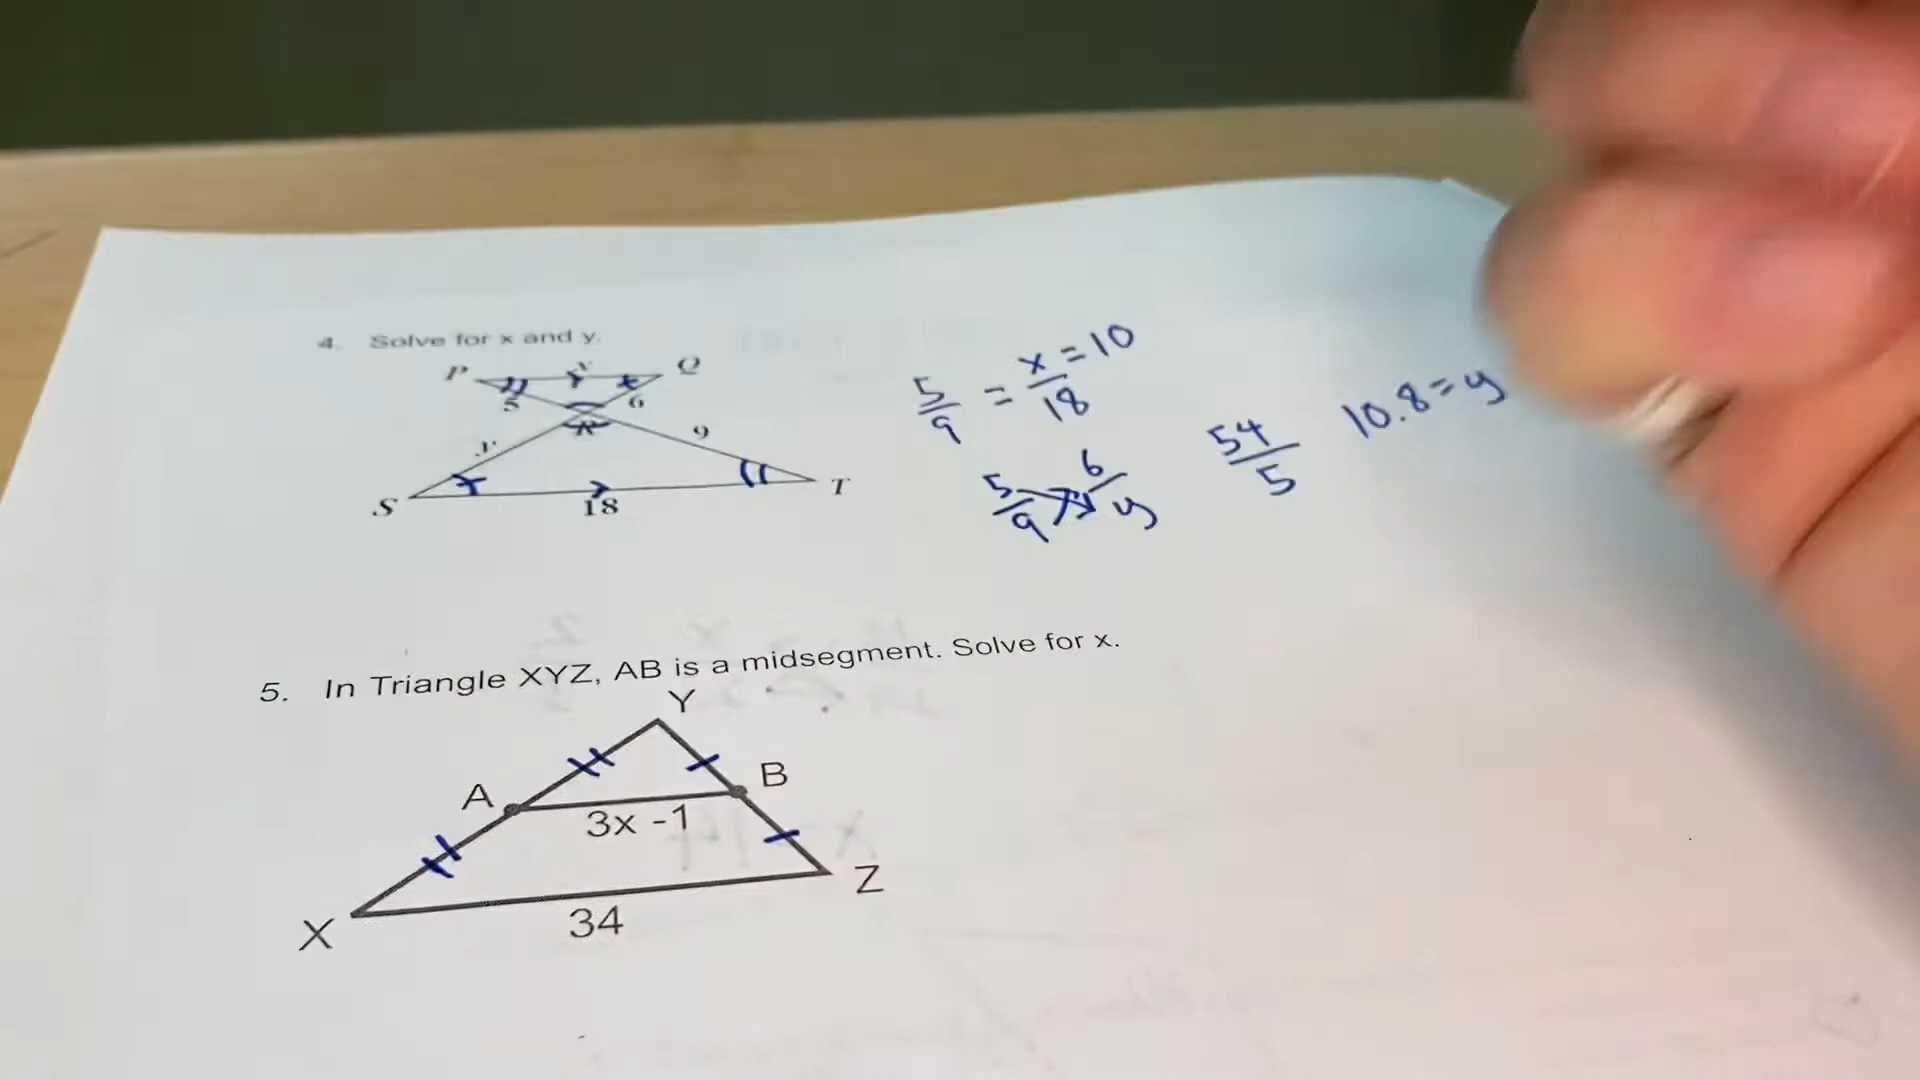 4. Solve for x and y.
P Q
5 6
9
S T
18
5/9 = x/18 = 10
5/9 6/y
54/5
10.8=y
5. In Triangle XYZ, AB is a midsegment. Solve for x.
Y
A B
3x -1
X Z
34